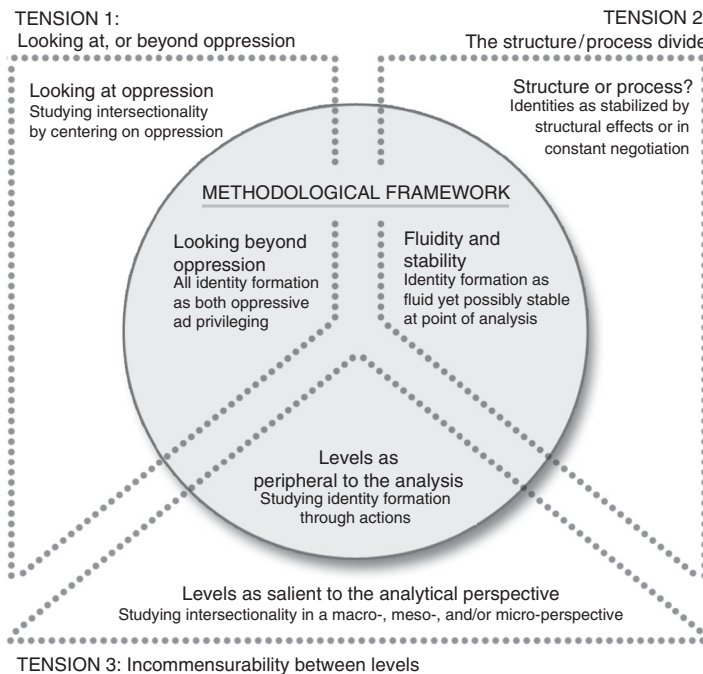 TENSION 1:
Looking at, or beyond oppression
TENSION 2
The structure/process divide
Looking at oppression
Studying intersectionality
by centering on oppression
Structure or process?
Identities as stabilized by
structural effects or in
constant negotiation
METHODOLOGICAL FRAMEWORK
Looking beyond
oppression
All identity formation
as both oppressive
ad privileging
Fluidity and
stability
Identity formation as
fluid yet possibly stable
at point of analysis
Levels as
peripheral to the analysis
Studying identity formation
through actions
Levels as salient to the analytical perspective
Studying intersectionality in a macro-, meso-, and/or micro-perspective
TENSION 3: Incommensurability between levels